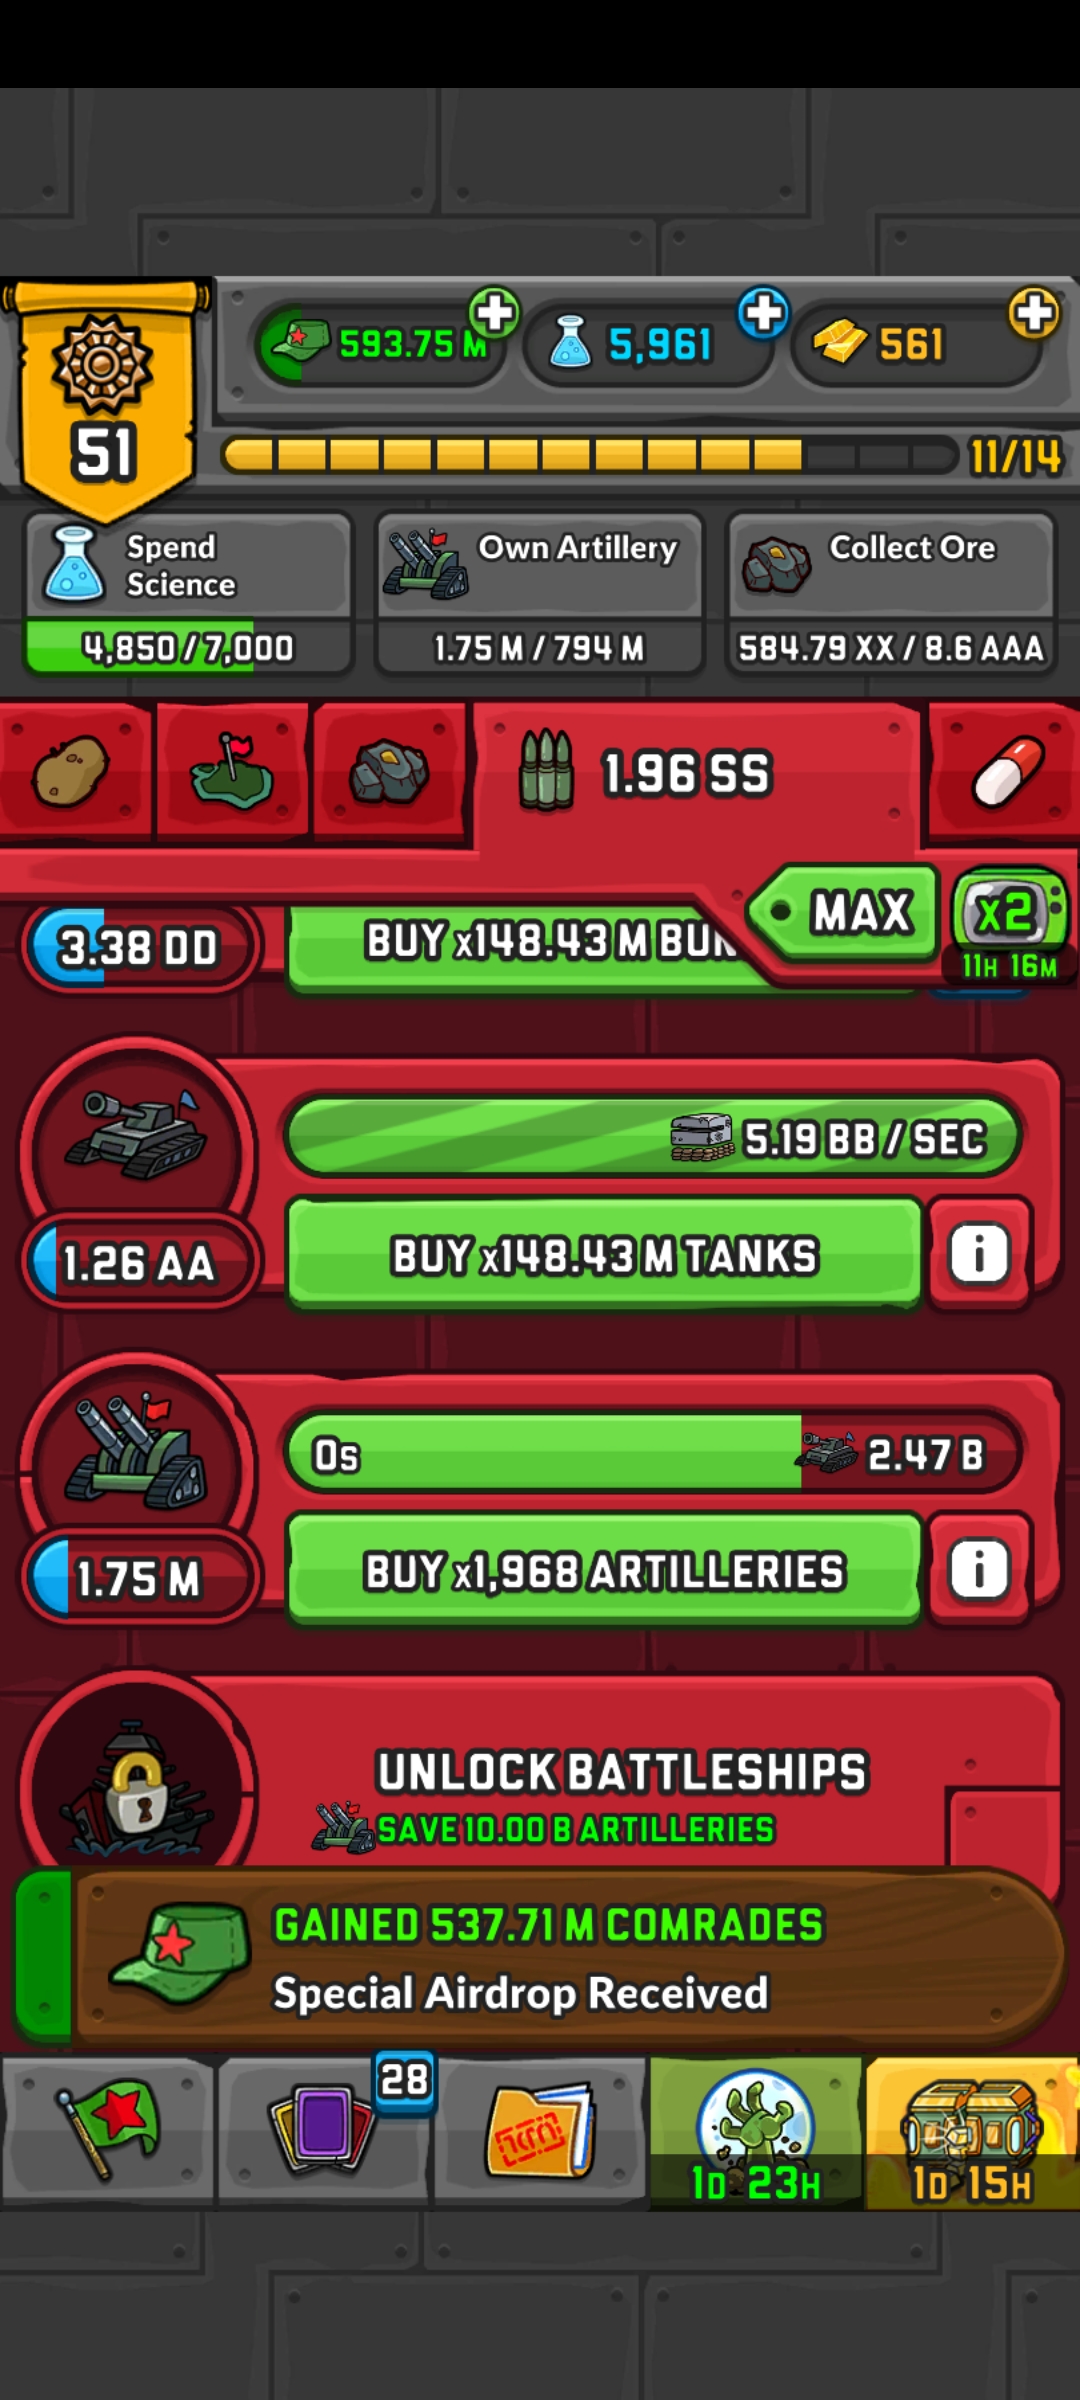 593.75 M
5,961
561
51
11/14
Spend
Science
Own Artillery
Collect Ore
4,850/7,000
1.75 M / 794 M
584.79 XX / 8.6 AAA
1.96 SS
MAX
x2
11H 16M
3.38 DD
BUY x148.43 M
5.19 BB / SEC
1.26 AA
BUY x148.43 M TANKS
i
0s
2.47 B
1.75 M
BUY x1,968 ARTILLERIES
i
UNLOCK BATTLESHIPS
SAVE 10.00 B ARTILLERIES
GAINED 537.71 M COMRADES
Special Airdrop Received
28
1D 23H
1D 15H